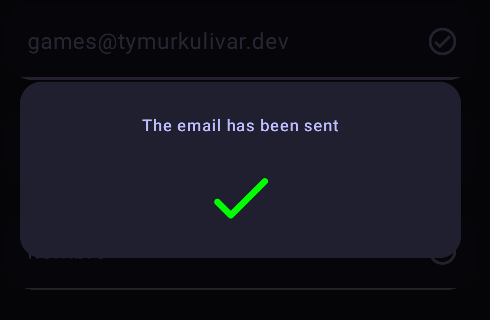 games@tymurkulivar.dev
The email has been sent